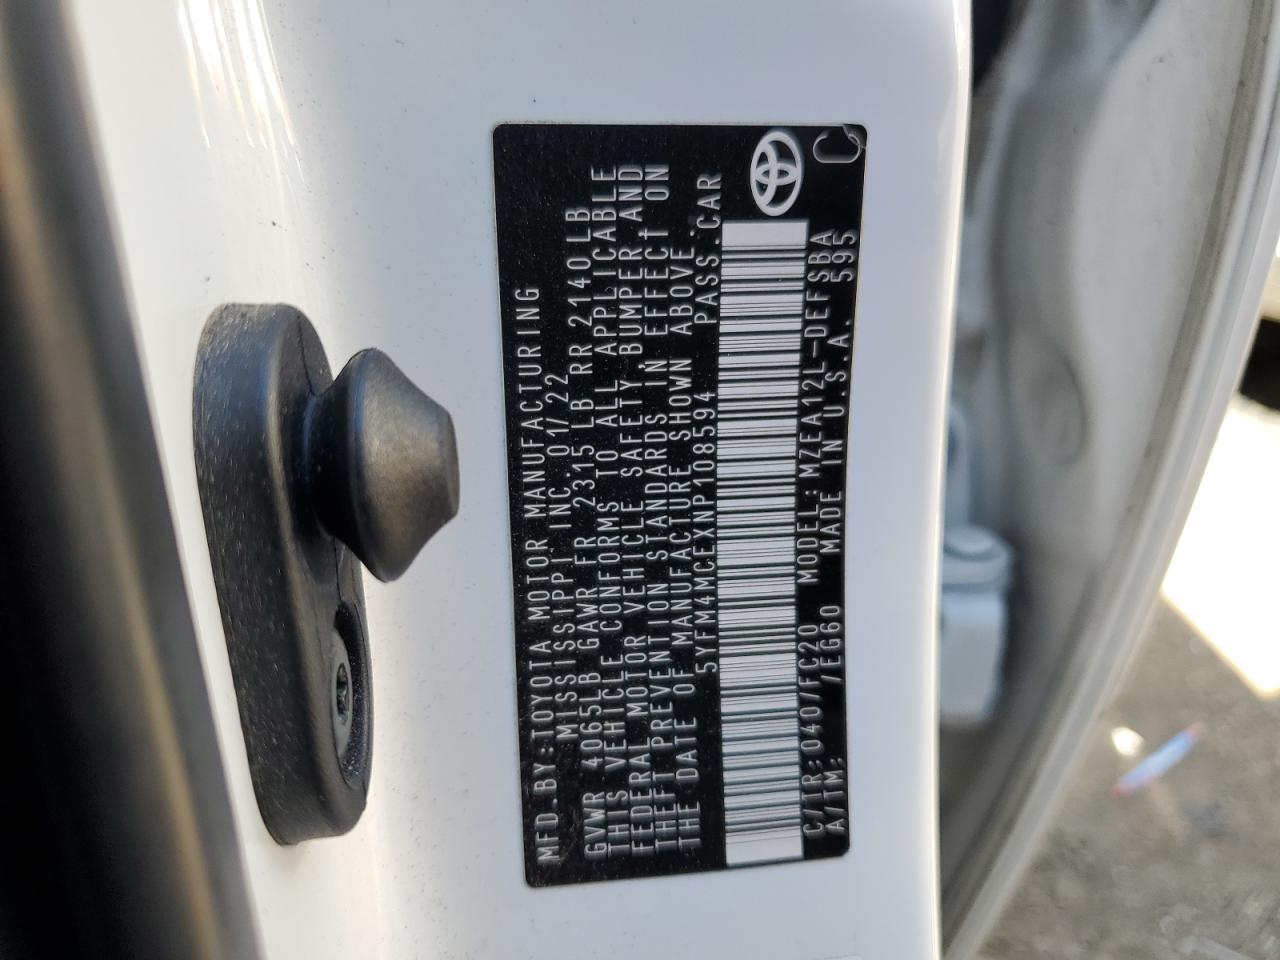 MFD.BY:TOYOTA MOTOR MANUFACTURING
MISSISSIPPI INC. 01/22
GVWR 4065LB GAWR FR 2315 LB RR 2140LB
THIS VEHICLE CONFORMS TO ALL APPLICABLE
FEDERAL MOTOR VEHICLE SAFETY, BUMPER AND
THEFT PREVENTION STANDARDS IN EFFECT ON
THE DATE OF MANUFACTURE SHOWN ABOVE.
5YFM4MCEXNP108594 PASS.CAR
C/TR:040/FC20 MODEL:MZEA12L-DEFSBA
A/TM: /EG60 MADE IN U.S.A. 595
C